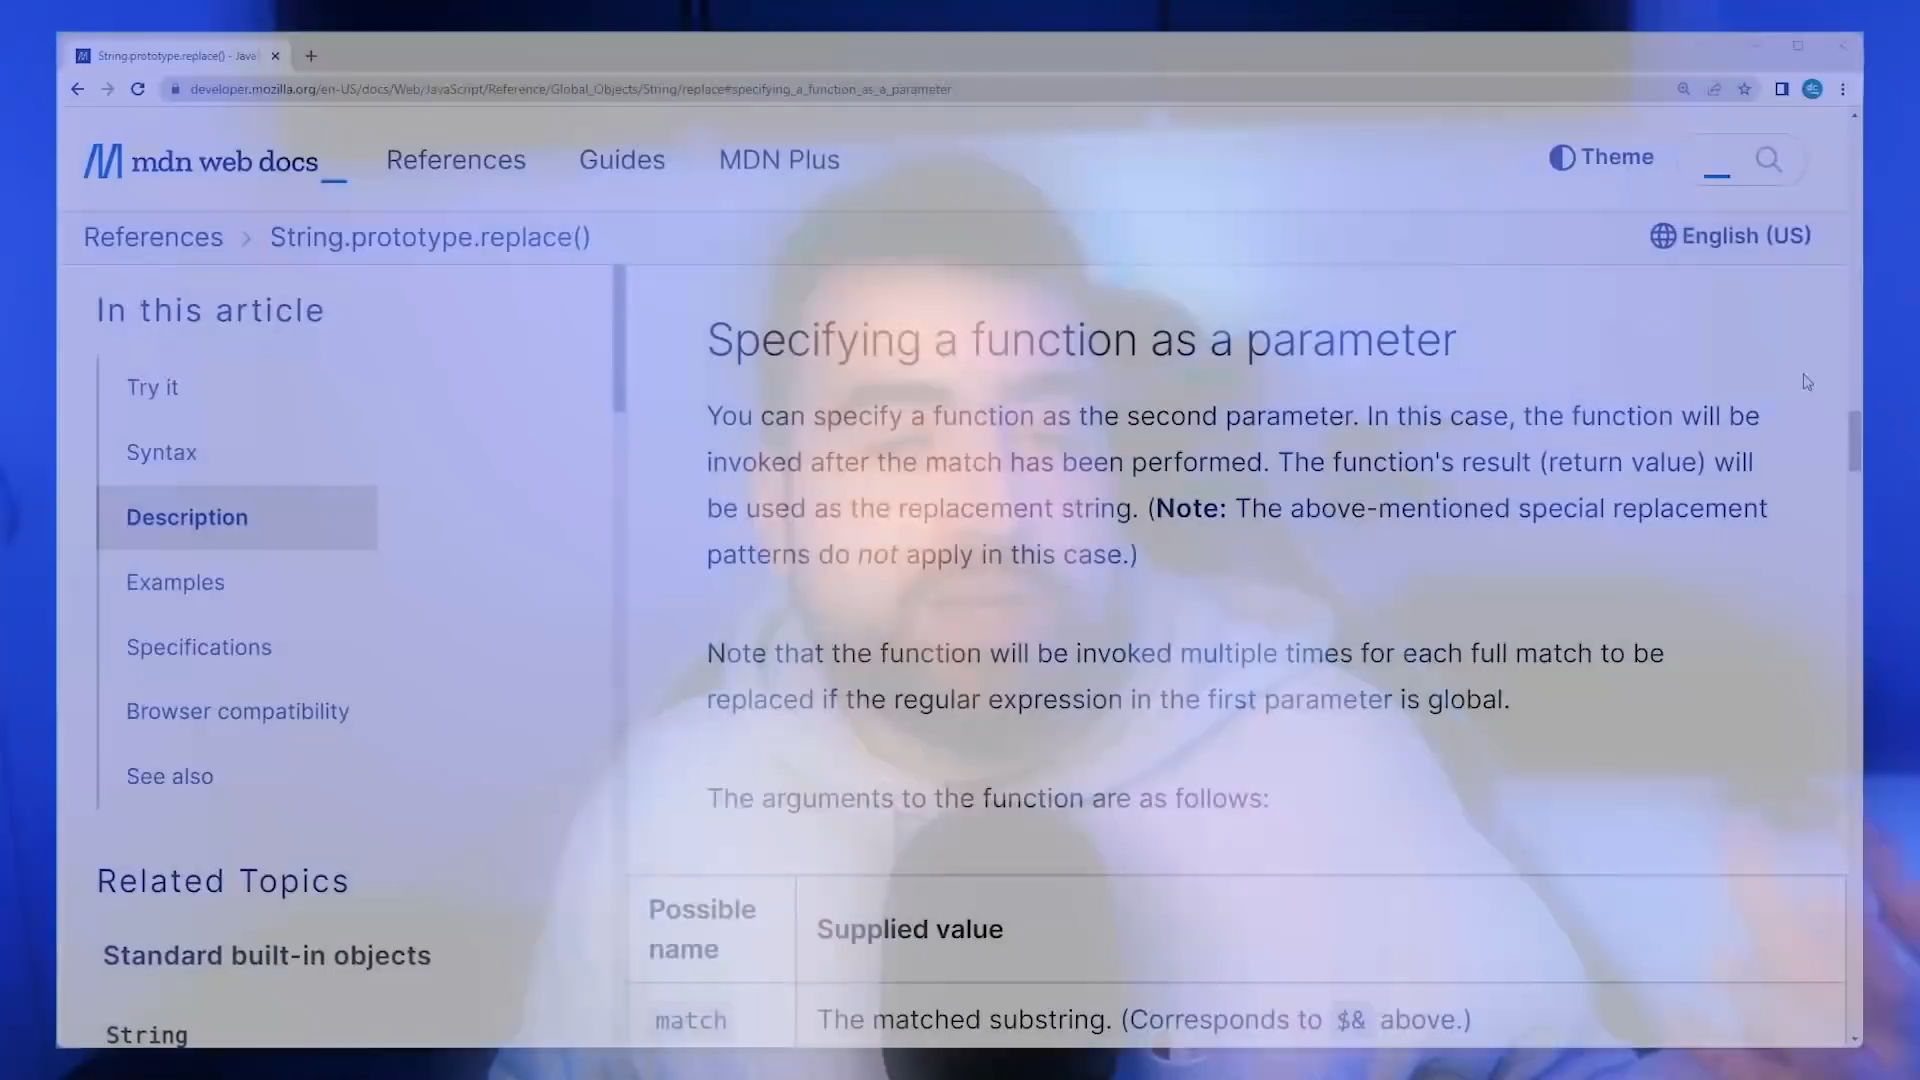 String.prototype.replace() - Java
developer.mozilla.org/en-US/docs/Web/JavaScript/Reference/Global_Objects/String/replace#specifying_a_function_as_a_parameter
dc
mdn web docs_
References
Guides
MDN Plus
Theme
References > String.prototype.replace()
English (US)
In this article
Try it
Syntax
Description
Examples
Specifications
Browser compatibility
See also
Related Topics
Standard built-in objects
String
Specifying a function as a parameter
You can specify a function as the second parameter. In this case, the function will be
invoked after the match has been performed. The function's result (return value) will
be used as the replacement string. (Note: The above-mentioned special replacement
patterns do not apply in this case.)
Note that the function will be invoked multiple times for each full match to be
replaced if the regular expression in the first parameter is global.
The arguments to the function are as follows:
Possible
name
Supplied value
match
The matched substring. (Corresponds to $& above.)